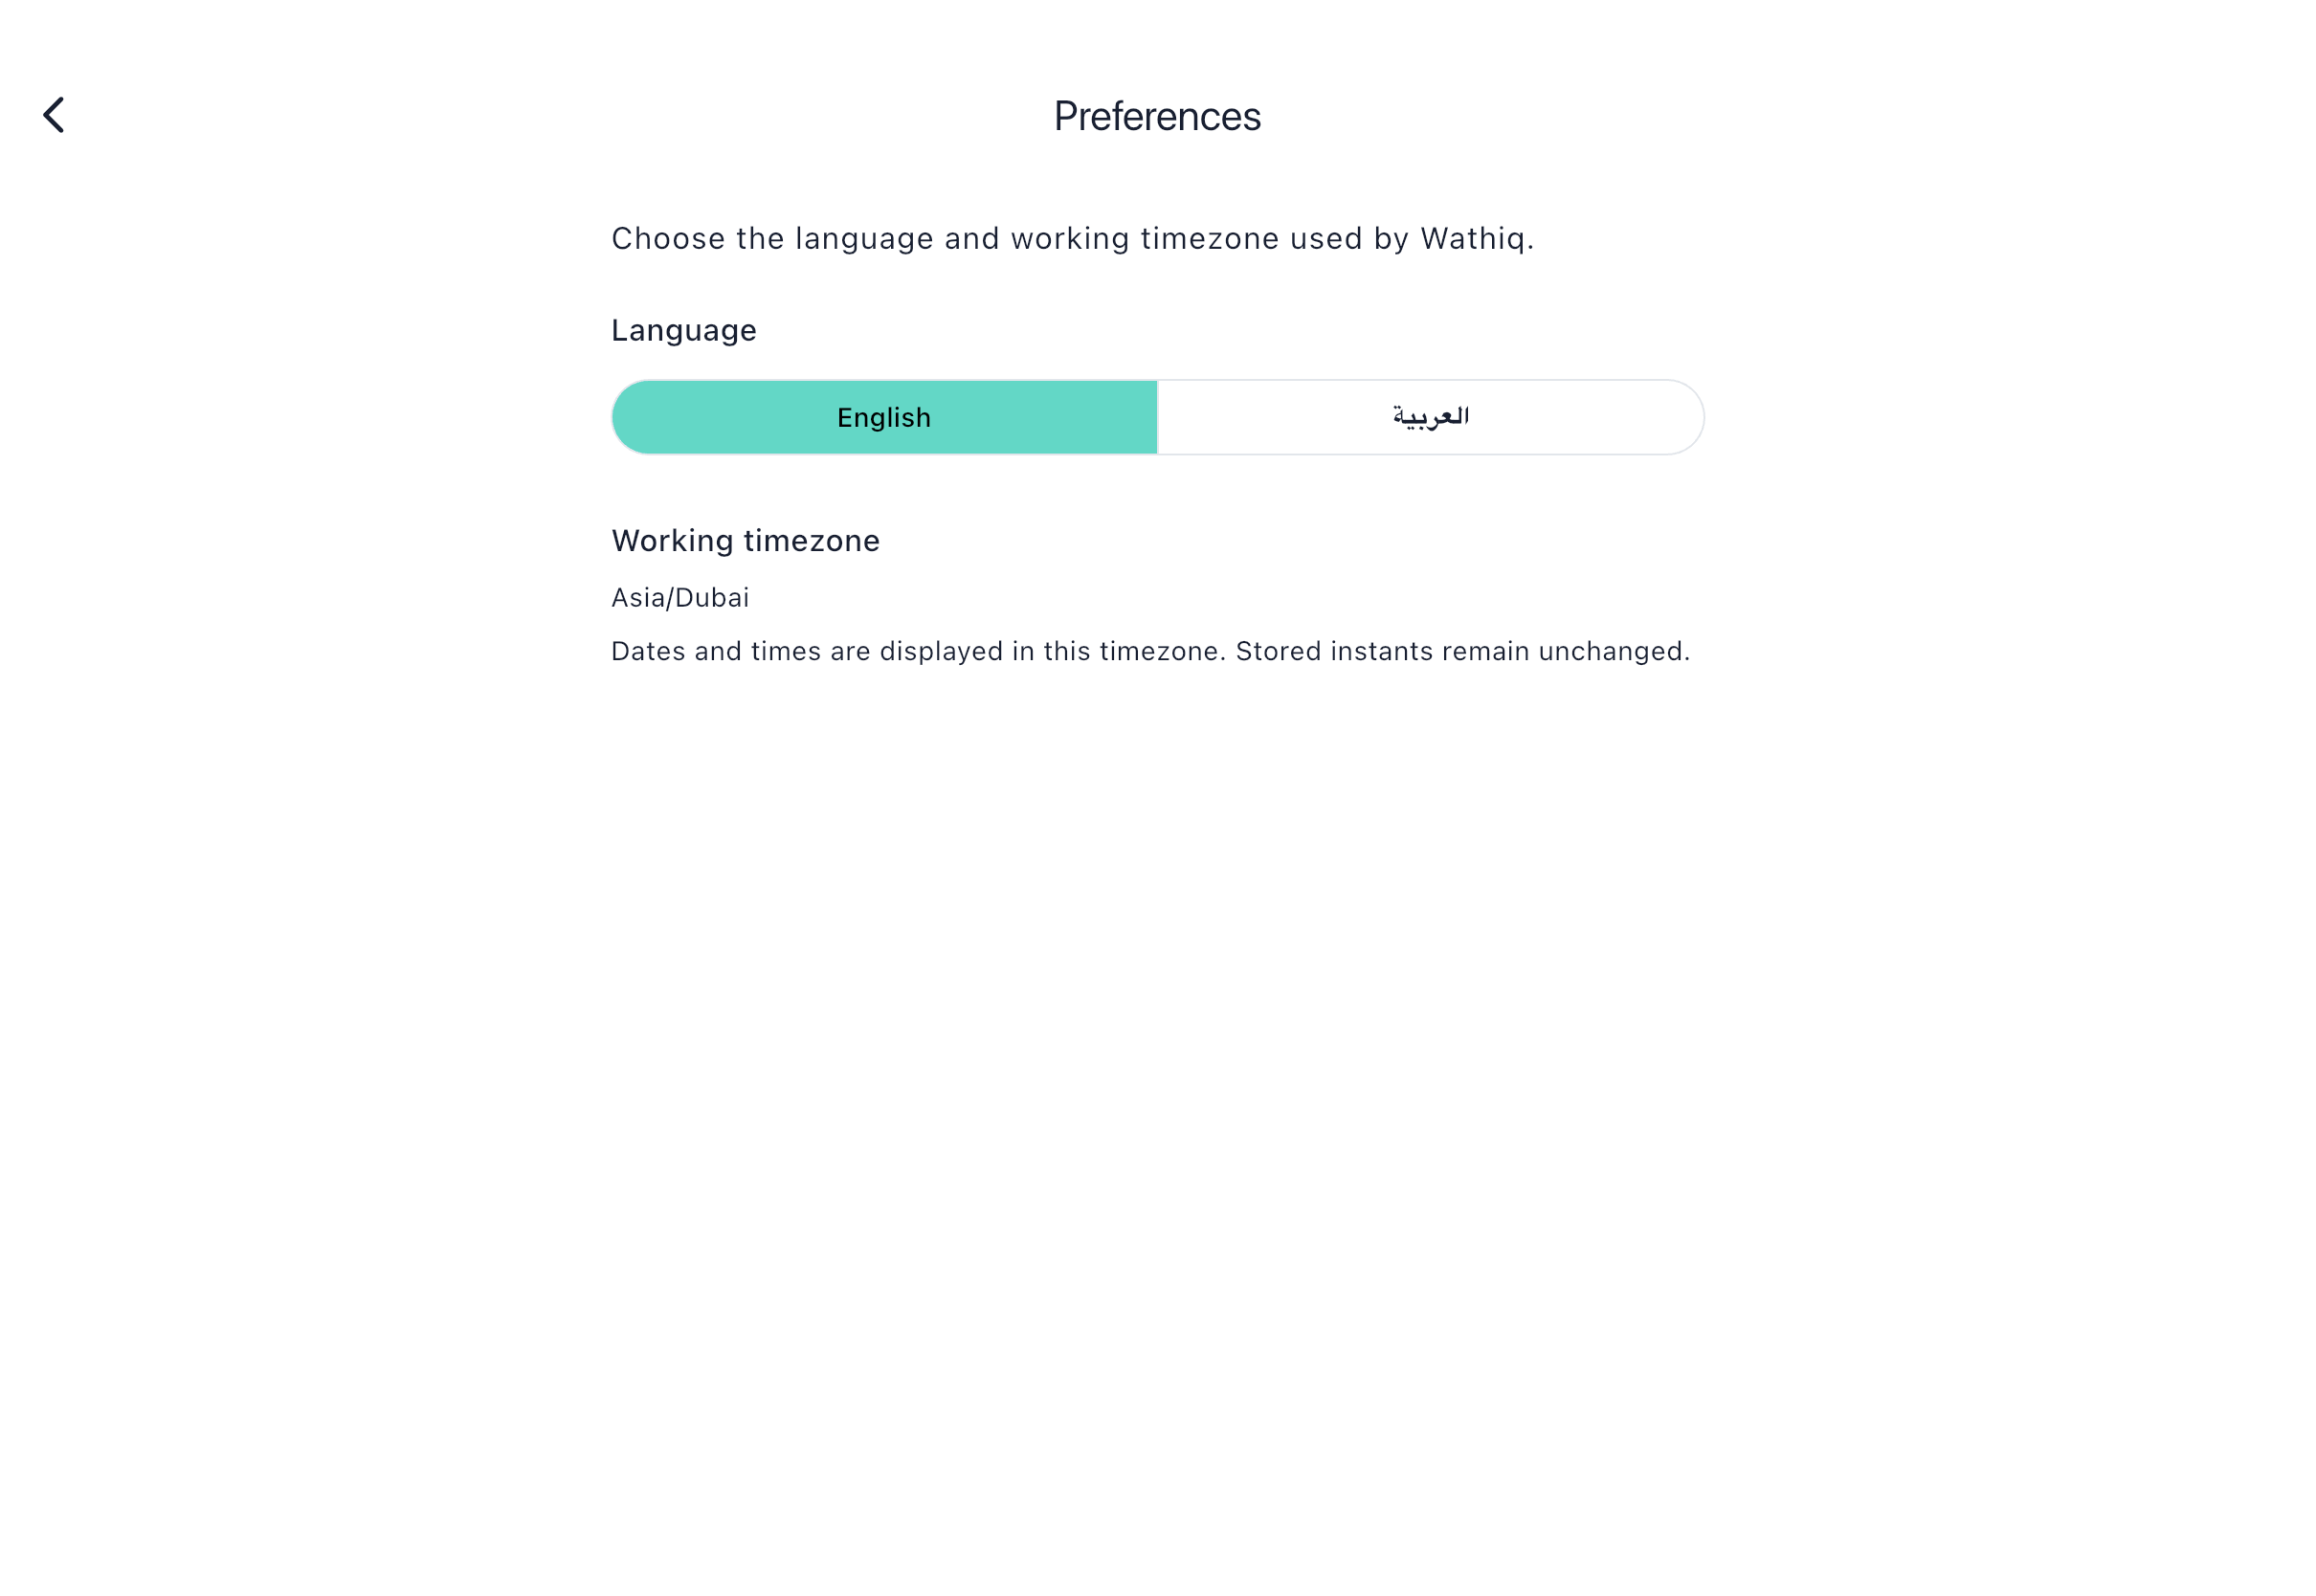 Preferences
Choose the language and working timezone used by Wathiq.
Language
English
العربية
Working timezone
Asia/Dubai
Dates and times are displayed in this timezone. Stored instants remain unchanged.